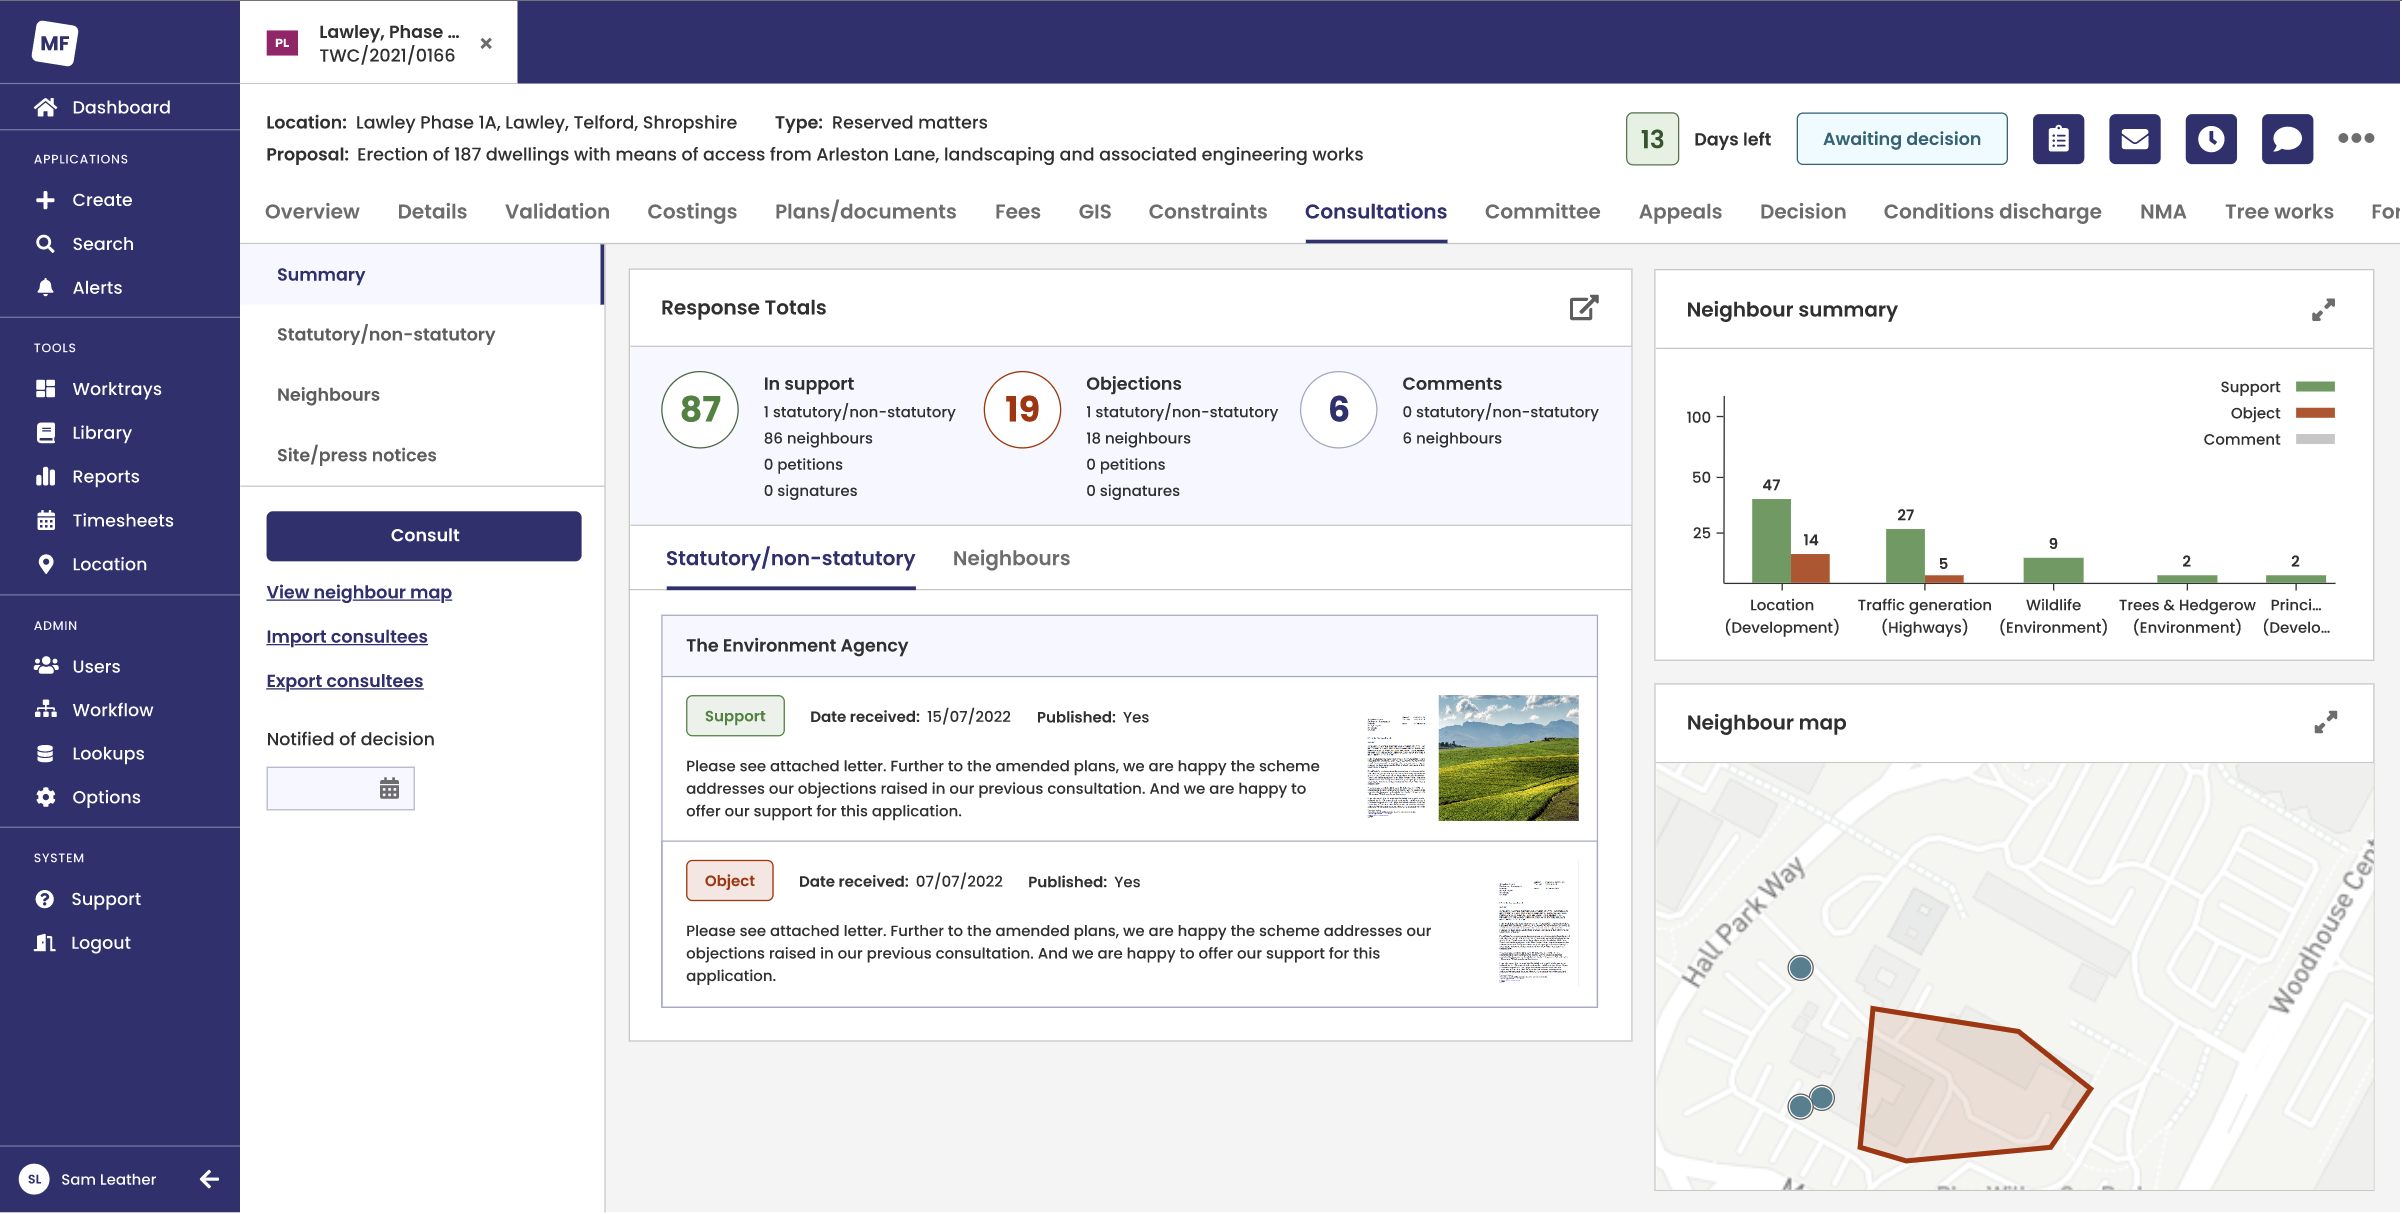 MF
PL
Lawley, Phase ...
TWC/2021/0166
Dashboard
APPLICATIONS
Create
Search
Alerts
TOOLS
Worktrays
Library
Reports
Timesheets
Location
ADMIN
Users
Workflow
Lookups
Options
SYSTEM
Support
Logout
SL Sam Leather
Location: Lawley Phase 1A, Lawley, Telford, Shropshire Type: Reserved matters
Proposal: Erection of 187 dwellings with means of access from Arleston Lane, landscaping and associated engineering works
13 Days left Awaiting decision
Overview Details Validation Costings Plans/documents Fees GIS Constraints Consultations Committee Appeals Decision Conditions discharge NMA Tree works For
Summary
Statutory/non-statutory
Neighbours
Site/press notices
Consult
View neighbour map
Import consultees
Export consultees
Notified of decision
Response Totals
87
In support
1 statutory/non-statutory
86 neighbours
0 petitions
0 signatures
19
Objections
1 statutory/non-statutory
18 neighbours
0 petitions
0 signatures
6
Comments
0 statutory/non-statutory
6 neighbours
Statutory/non-statutory Neighbours
The Environment Agency
Support Date received: 15/07/2022 Published: Yes
Please see attached letter. Further to the amended plans, we are happy the scheme
addresses our objections raised in our previous consultation. And we are happy to
offer our support for this application.
Object Date received: 07/07/2022 Published: Yes
Please see attached letter. Further to the amended plans, we are happy the scheme addresses our
objections raised in our previous consultation. And we are happy to offer our support for this
application.
Neighbour summary
Support
Object
Comment
100
50
25
47
14
27
5
9
2
2
Location
(Development)
Traffic generation
(Highways)
Wildlife
(Environment)
Trees & Hedgerow
(Environment)
Princi...
(Develo...
Neighbour map
Hall Park Way
Woodhouse Cent